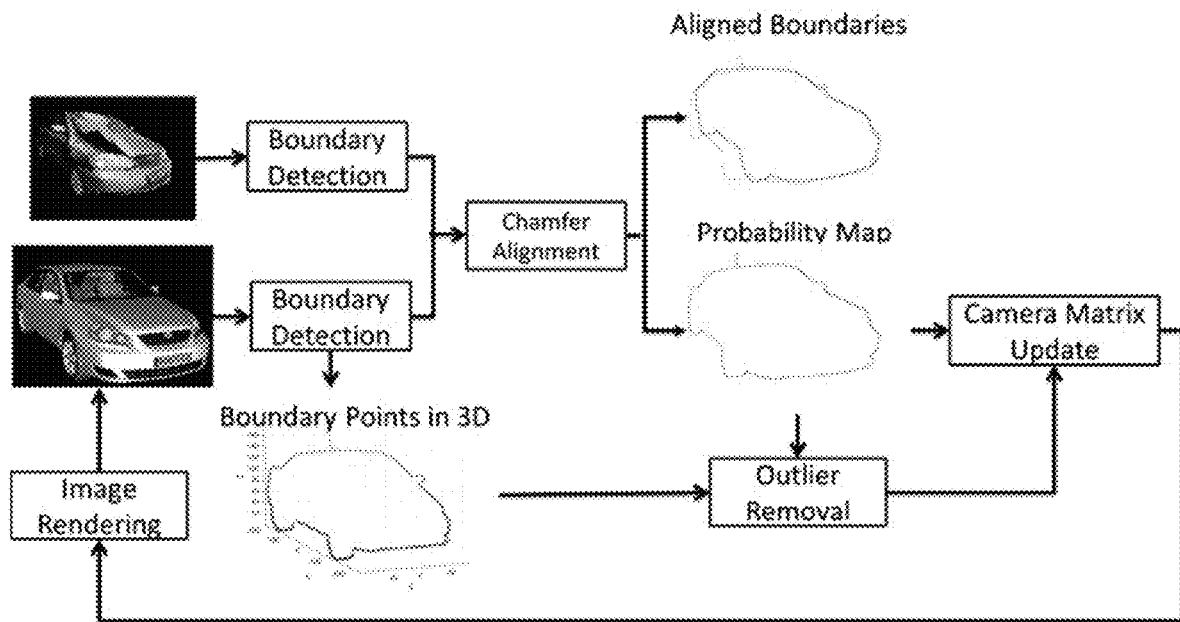 Aligned Boundaries
Boundary
Detection
Chamfer
Alignment
Probability Map
Boundary
Detection
Camera Matrix
Update
Boundary Points in 3D
Image
Rendering
Outlier
Removal